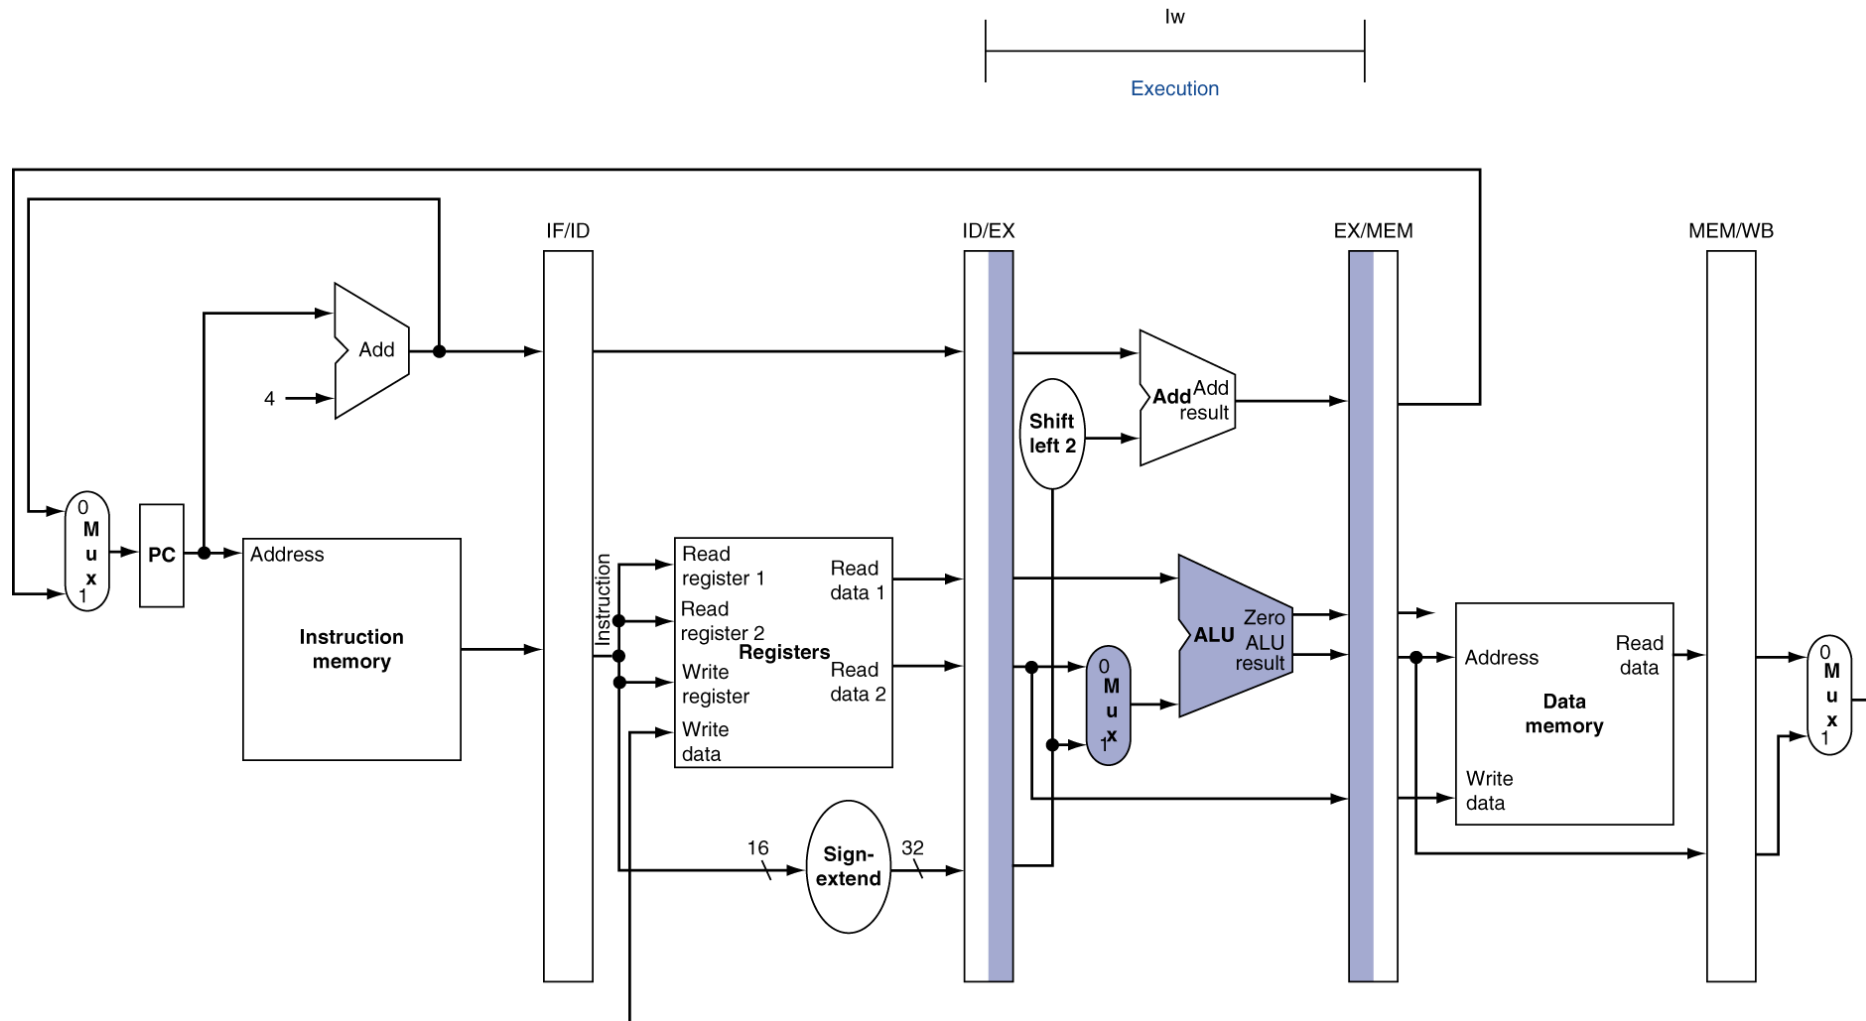 lw
Execution
IF/ID
ID/EX
EX/MEM
MEM/WB
Add
4
Shift
left 2
Add
Add
result
0
M
u
x
1
PC
Address
Instruction
memory
Instruction
Read
register 1
Read
register 2
Write
register
Write
data
Registers
Read
data 1
Read
data 2
16
Sign-
extend
32
0
M
u
x
1
Zero
ALU
ALU
result
Address
Read
data
Data
memory
Write
data
0
M
u
x
1